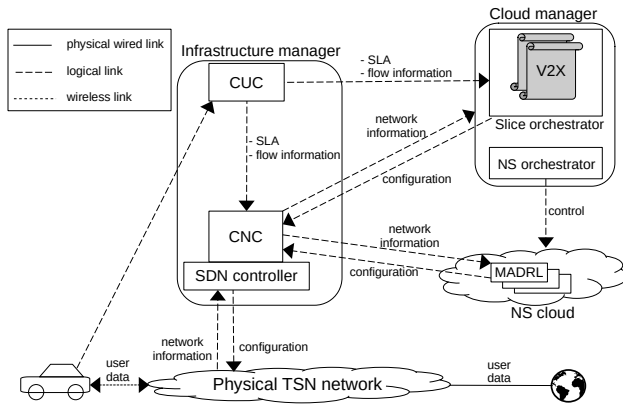 Cloud manager
physical wired link
logical link
wireless link
Infrastructure manager
CUC
- SLA
- flow information
V2X
Slice orchestrator
network
information
- SLA
- flow information
configuration
NS orchestrator
control
CNC
network
information
SDN controller
configuration
MADRL
NS cloud
network
information
configuration
user
data
Physical TSN network
user
data